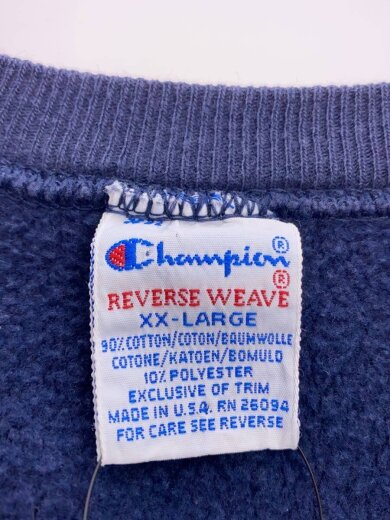 Champion®
REVERSE WEAVE®
XX-LARGE
90% COTTON/COTON/BAUMWOLLE
COTONE/KATOEN/BOMULD
10% POLYESTER
EXCLUSIVE OF TRIM
MADE IN U.S.A. RN 26094
FOR CARE SEE REVERSE